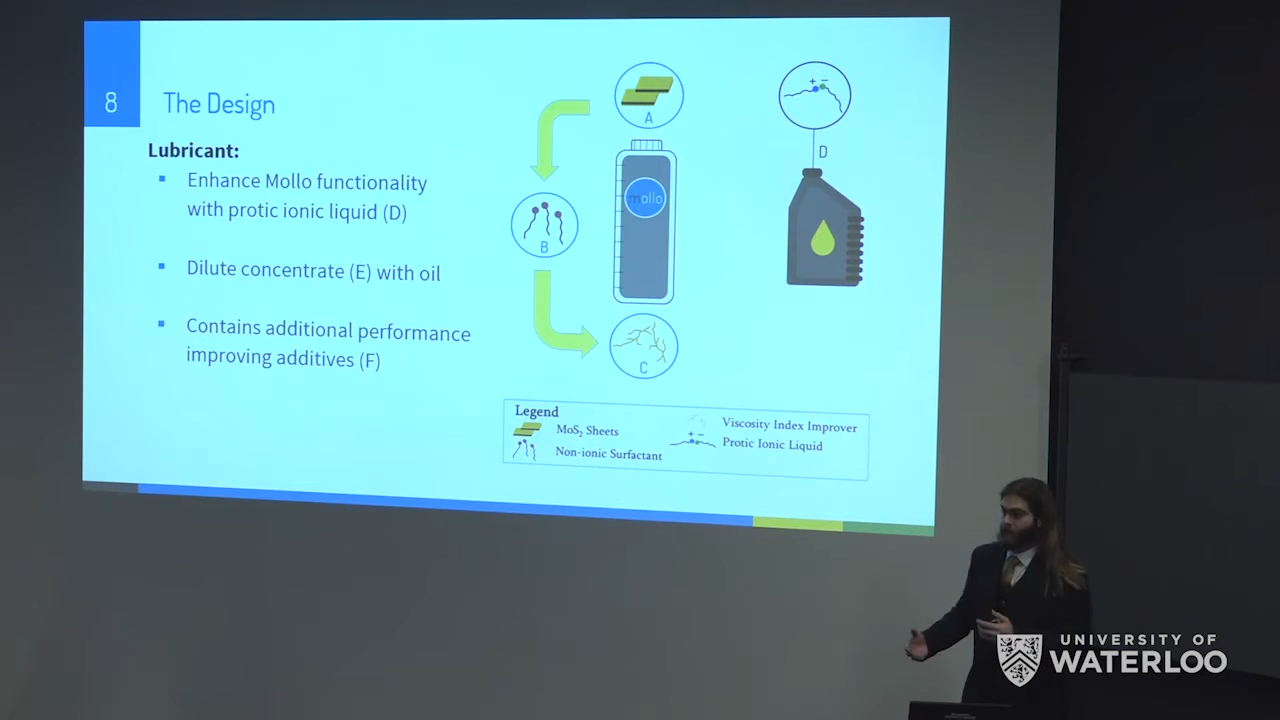 8
The Design
Lubricant:
Enhance Mollo functionality
with protic ionic liquid (D)
Dilute concentrate (E) with oil
Contains additional performance
improving additives (F)
A
B
mollo
C
D
Legend
MoS₂ Sheets
Non-ionic Surfactant
Viscosity Index Improver
Protic Ionic Liquid
UNIVERSITY OF
WATERLOO